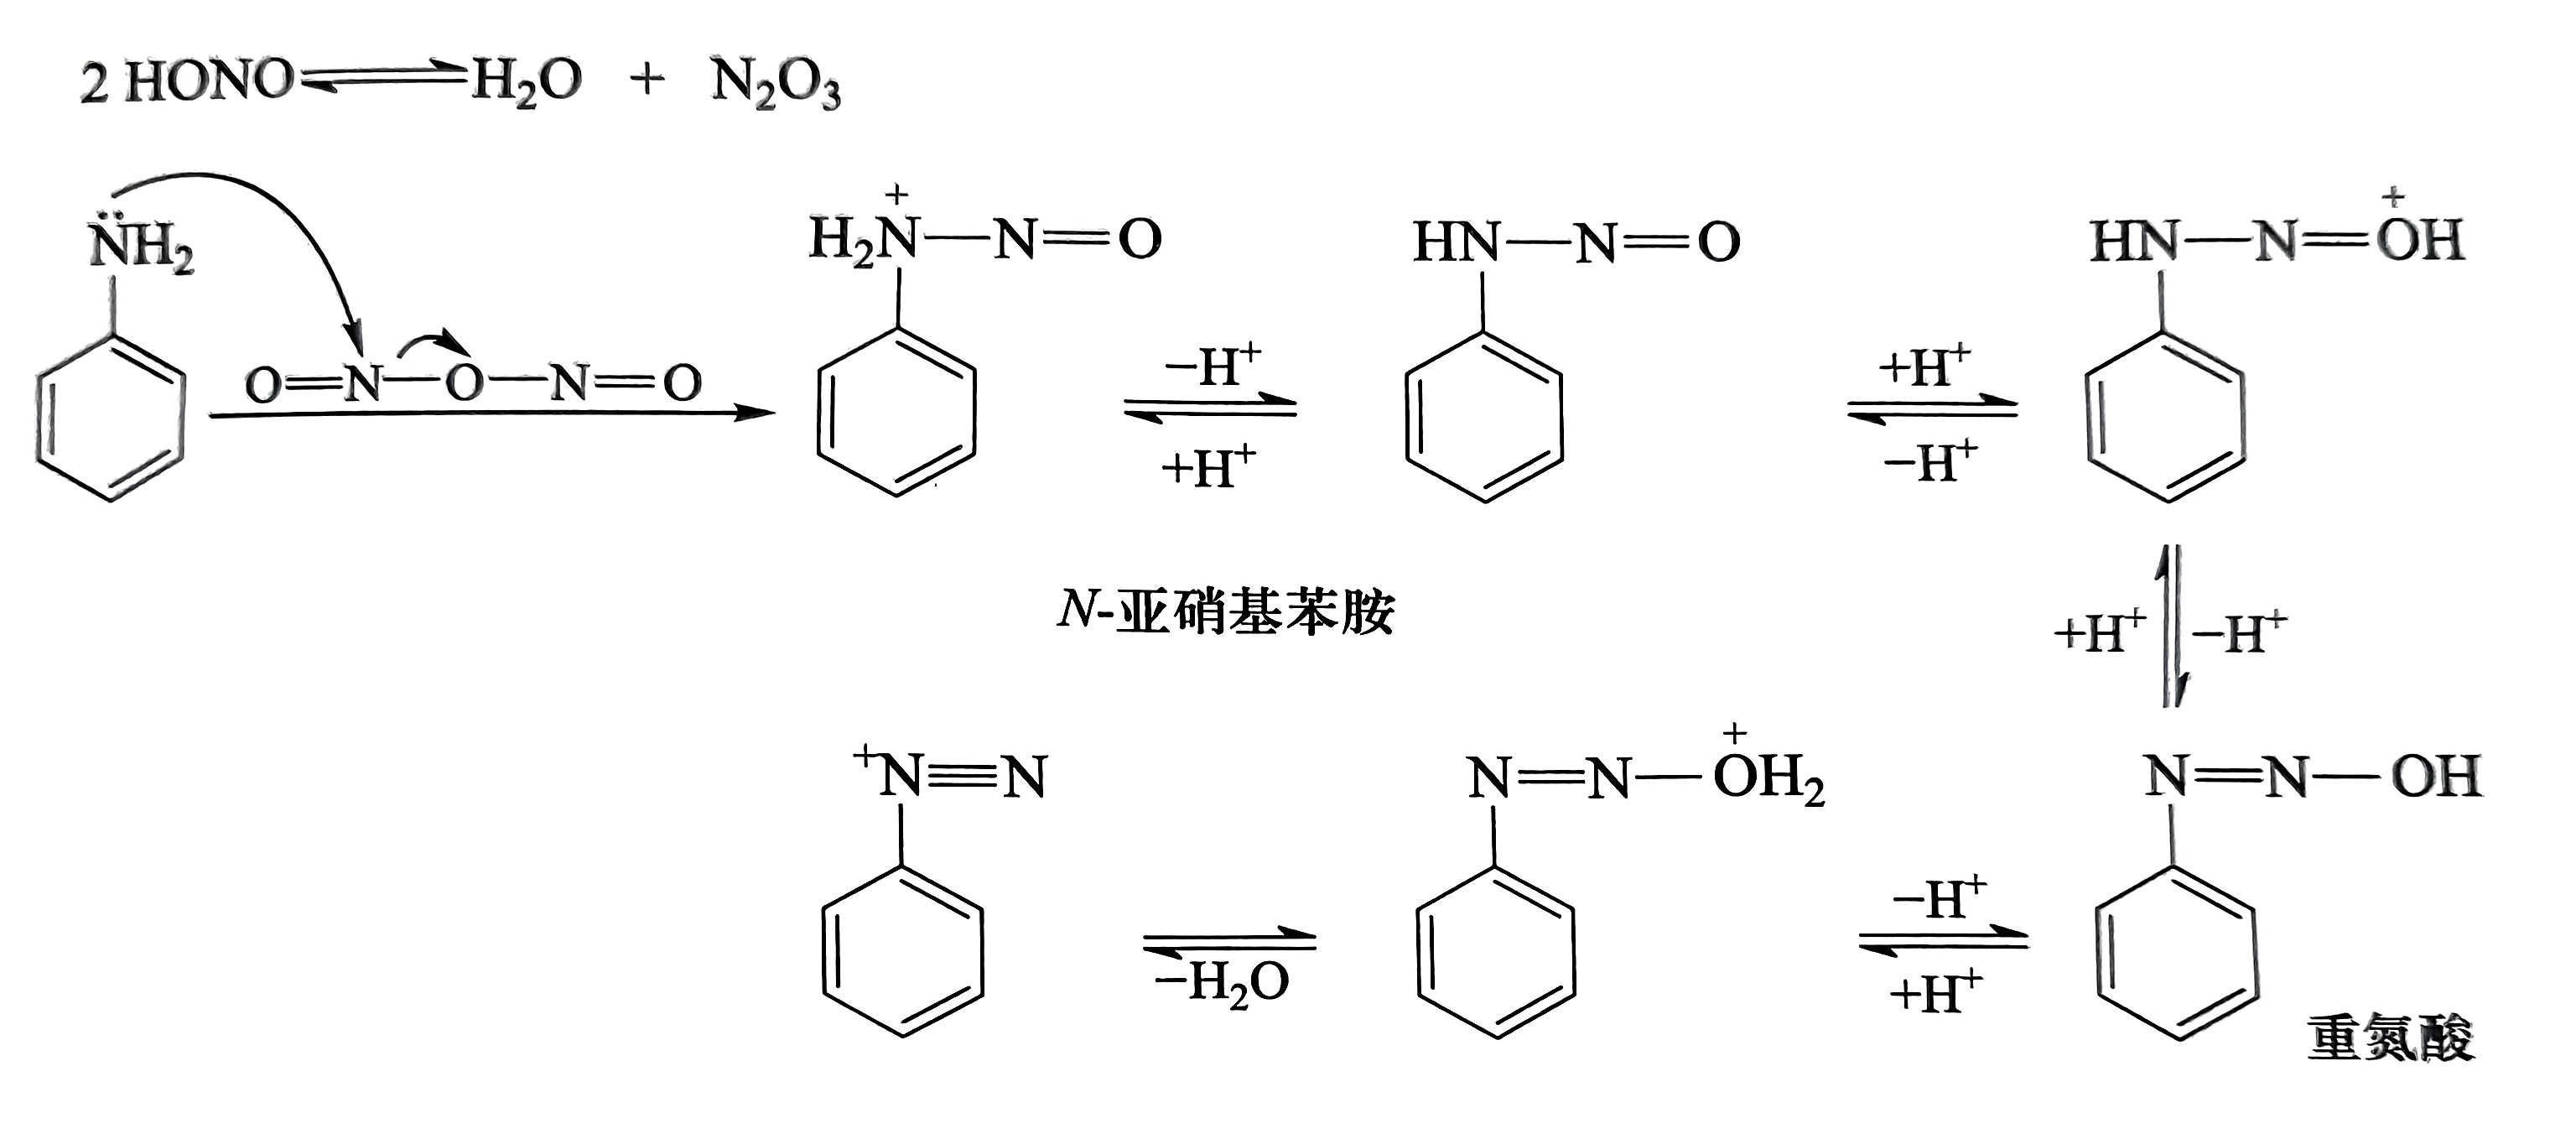 2 HONO ⇌ H₂O + N₂O₃
N̈H₂
O=N—O—N=O
H₂N⁺—N=O
−H⁺
+H⁺
HN—N=O
+H⁺
−H⁺
HN—N=O⁺H
N-亚硝基苯胺
+H⁺ −H⁺
⁺N≡N
−H₂O
N=N—O⁺H₂
−H⁺
+H⁺
N=N—OH
重氮酸